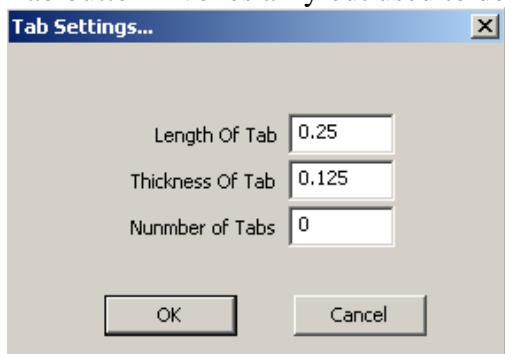 Tab Settings...
Length Of Tab 0.25
Thickness Of Tab 0.125
Nunmber of Tabs 0
OK Cancel